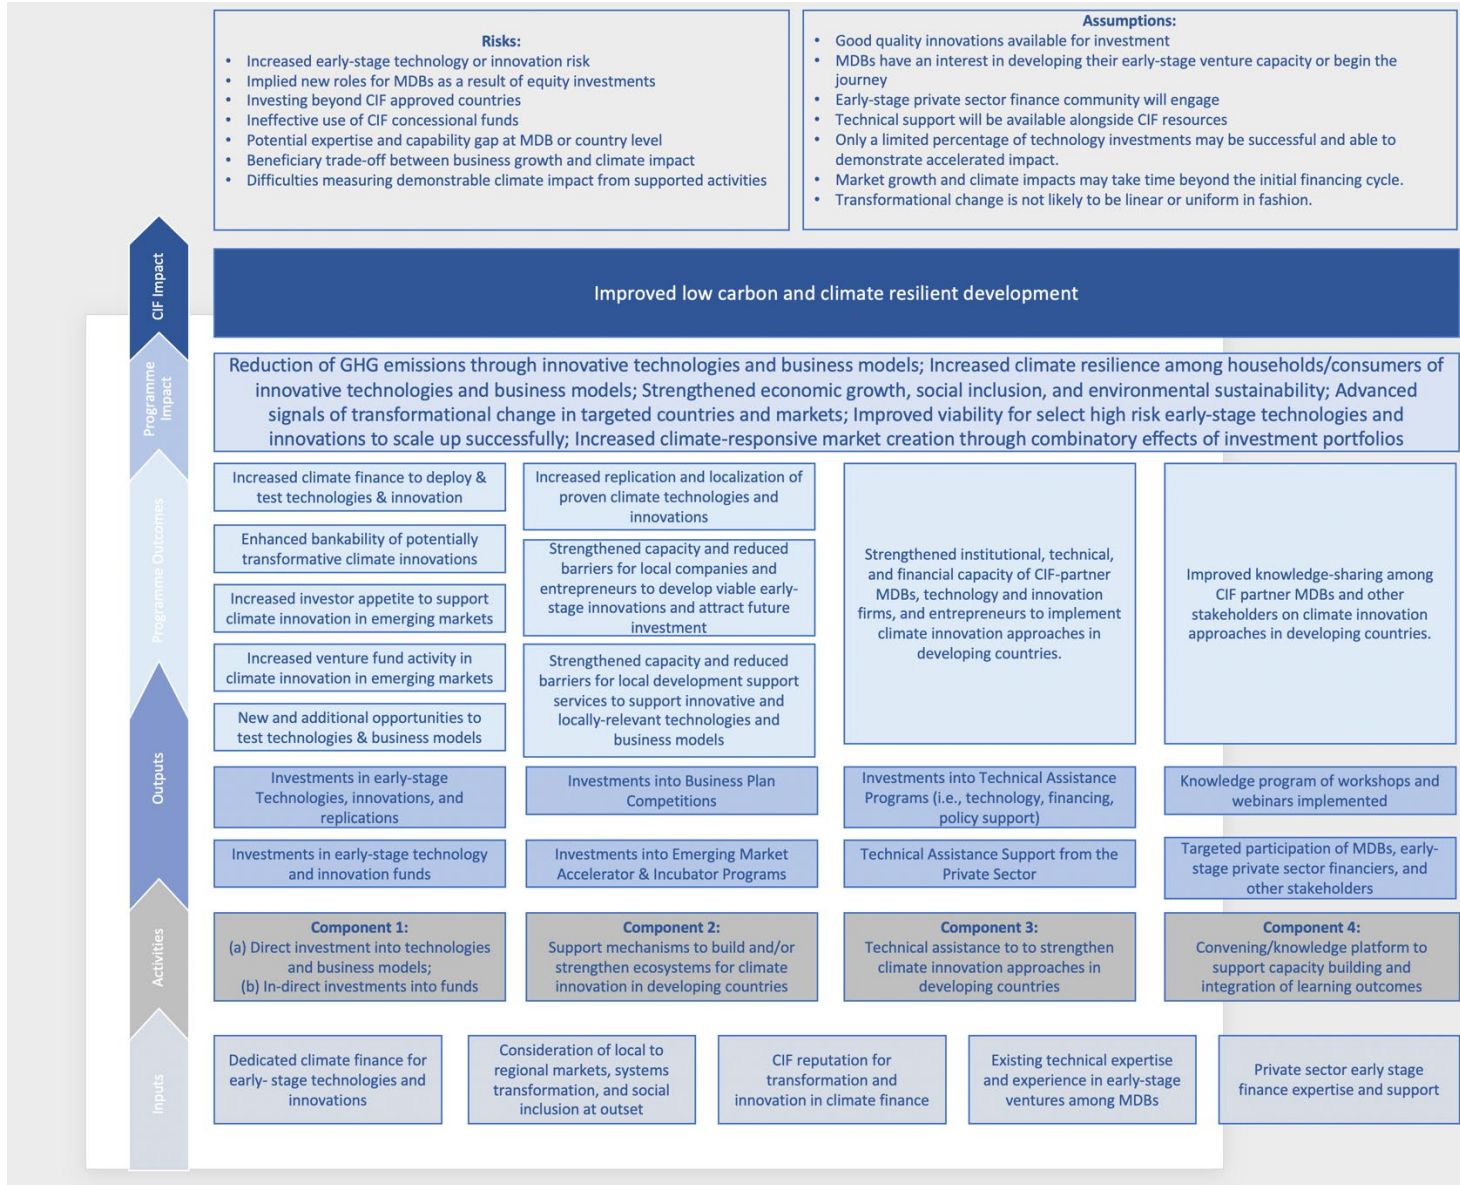 Risks:
• Increased early-stage technology or innovation risk
• Implied new roles for MDBs as a result of equity investments
• Investing beyond CIF approved countries
• Ineffective use of CIF concessional funds
• Potential expertise and capability gap at MDB or country level
• Beneficiary trade-off between business growth and climate impact
• Difficulties measuring demonstrable climate impact from supported activities
Assumptions:
• Good quality innovations available for investment
• MDBs have an interest in developing their early-stage venture capacity or begin the
journey
• Early-stage private sector finance community will engage
• Technical support will be available alongside CIF resources
• Only a limited percentage of technology investments may be successful and able to
demonstrate accelerated impact.
• Market growth and climate impacts may take time beyond the initial financing cycle.
• Transformational change is not likely to be linear or uniform in fashion.
CIF Impact
Improved low carbon and climate resilient development
Programme
Impact
Reduction of GHG emissions through innovative technologies and business models; Increased climate resilience among households/consumers of
innovative technologies and business models; Strengthened economic growth, social inclusion, and environmental sustainability; Advanced
signals of transformational change in targeted countries and markets; Improved viability for select high risk early-stage technologies and
innovations to scale up successfully; Increased climate-responsive market creation through combinatory effects of investment portfolios
Programme Outcomes
Increased climate finance to deploy &
test technologies & innovation
Enhanced bankability of potentially
transformative climate innovations
Increased investor appetite to support
climate innovation in emerging markets
Increased venture fund activity in
climate innovation in emerging markets
New and additional opportunities to
test technologies & business models
Increased replication and localization of
proven climate technologies and
innovations
Strengthened capacity and reduced
barriers for local companies and
entrepreneurs to develop viable early-
stage innovations and attract future
investment
Strengthened capacity and reduced
barriers for local development support
services to support innovative and
locally-relevant technologies and
business models
Strengthened institutional, technical,
and financial capacity of CIF-partner
MDBs, technology and innovation
firms, and entrepreneurs to implement
climate innovation approaches in
developing countries.
Improved knowledge-sharing among
CIF partner MDBs and other
stakeholders on climate innovation
approaches in developing countries.
Outputs
Investments in early-stage
Technologies, innovations, and
replications
Investments into Business Plan
Competitions
Investments into Technical Assistance
Programs (i.e., technology, financing,
policy support)
Knowledge program of workshops and
webinars implemented
Investments in early-stage technology
and innovation funds
Investments into Emerging Market
Accelerator & Incubator Programs
Technical Assistance Support from the
Private Sector
Targeted participation of MDBs, early-
stage private sector financiers, and
other stakeholders
Activities
Component 1:
(a) Direct investment into technologies
and business models;
(b) In-direct investments into funds
Component 2:
Support mechanisms to build and/or
strengthen ecosystems for climate
innovation in developing countries
Component 3:
Technical assistance to to strengthen
climate innovation approaches in
developing countries
Component 4:
Convening/knowledge platform to
support capacity building and
integration of learning outcomes
Inputs
Dedicated climate finance for
early- stage technologies and
innovations
Consideration of local to
regional markets, systems
transformation, and social
inclusion at outset
CIF reputation for
transformation and
innovation in climate finance
Existing technical expertise
and experience in early-stage
ventures among MDBs
Private sector early stage
finance expertise and support